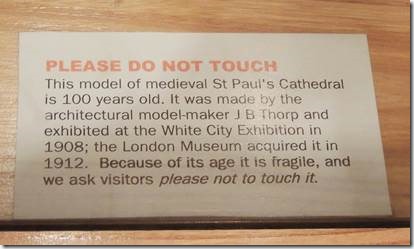 PLEASE DO NOT TOUCH
This model of medieval St Paul's Cathedral
is 100 years old. It was made by the
architectural model-maker J B Thorp and
exhibited at the White City Exhibition in
1908; the London Museum acquired it in
1912. Because of its age it is fragile, and
we ask visitors please not to touch it.